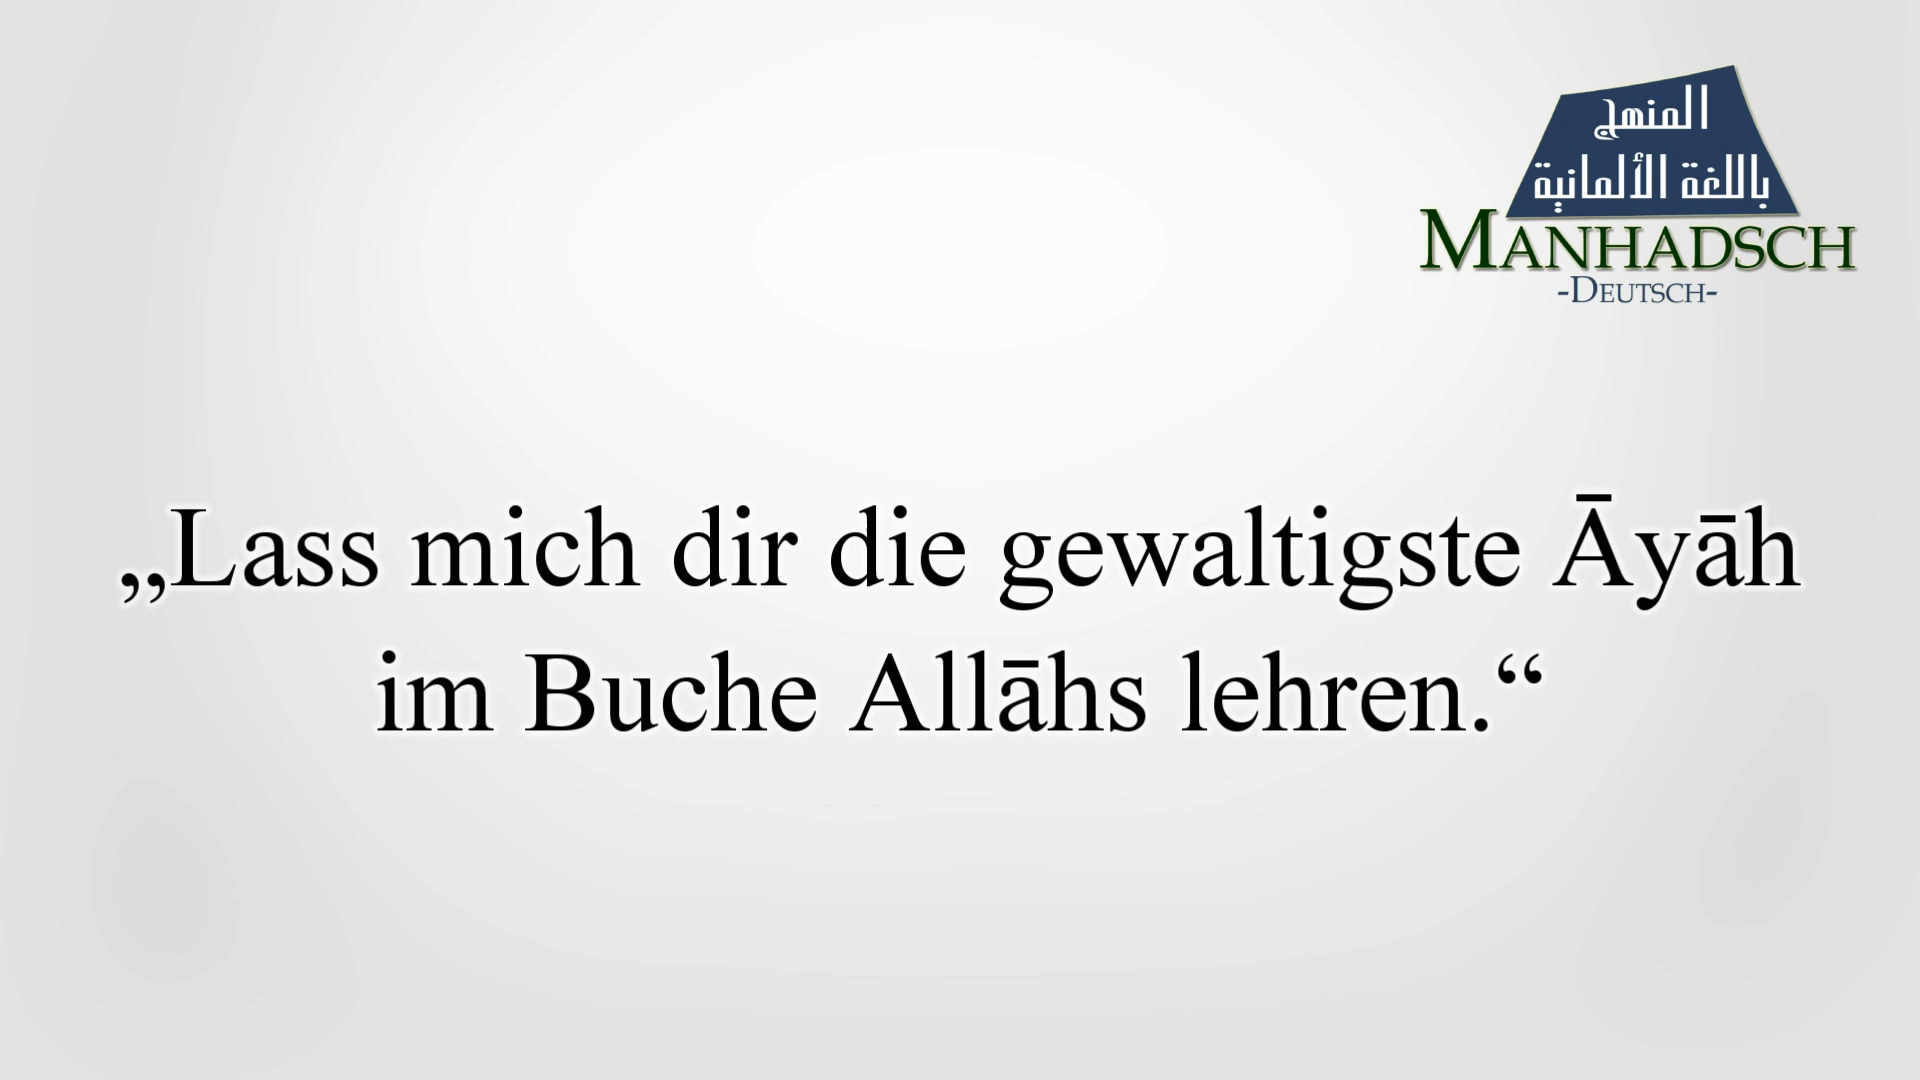 المنهج
باللغة الألمانية
MANHADSCH
-DEUTSCH-
„Lass mich dir die gewaltigste Āyāh
im Buche Allāhs lehren.“